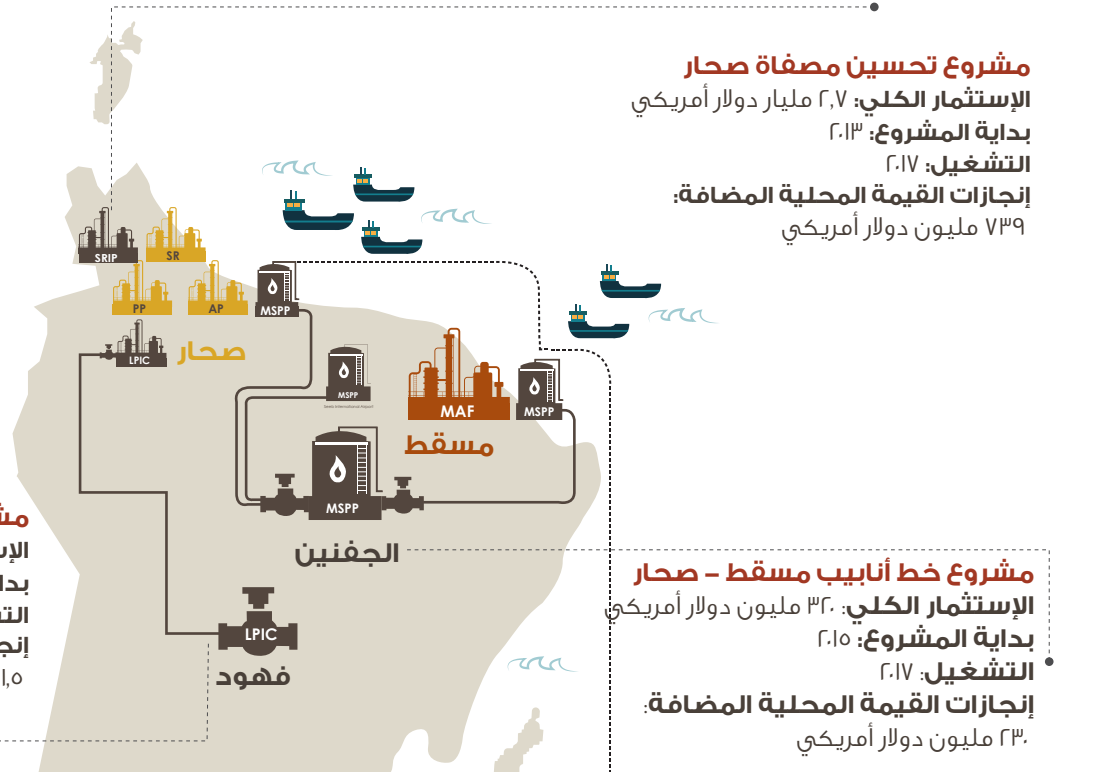 مشروع تحسين مصفاة صحار
الإستثمار الكلي: ٢,٧ مليار دولار أمريكي
بداية المشروع: ٢٠١٣
التشغيل: ٢٠١٧
إنجازات القيمة المحلية المضافة:
٧٣٩ مليون دولار أمريكي
SRIP
SR
PP
AP
MSPP
LPIC
صحار
MSPP
MAF
MSPP
مسقط
MSPP
الجفنين
LPIC
فهود
مشروع خط أنابيب مسقط – صحار
الإستثمار الكلي: ٣٢٠ مليون دولار أمريكي
بداية المشروع: ٢٠١٥
التشغيل: ٢٠١٧
إنجازات القيمة المحلية المضافة:
٢٣٠ مليون دولار أمريكي